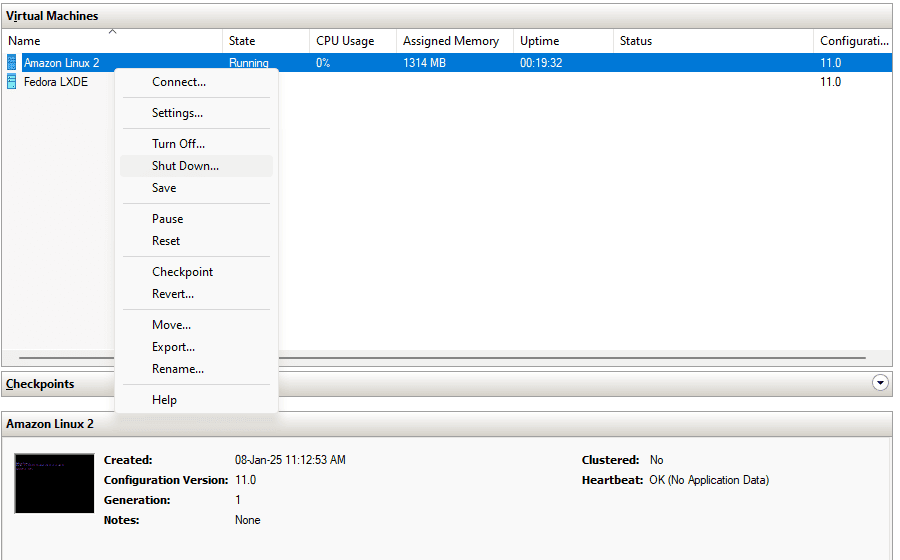 Virtual Machines
Name State CPU Usage Assigned Memory Uptime Status Configurati...
Amazon Linux 2 Running 0% 1314 MB 00:19:32 11.0
Fedora LXDE 11.0
Connect...
Settings...
Turn Off...
Shut Down...
Save
Pause
Reset
Checkpoint
Revert...
Move...
Export...
Rename...
Help
Checkpoints
Amazon Linux 2
Created: 08-Jan-25 11:12:53 AM Clustered: No
Configuration Version: 11.0 Heartbeat: OK (No Application Data)
Generation: 1
Notes: None